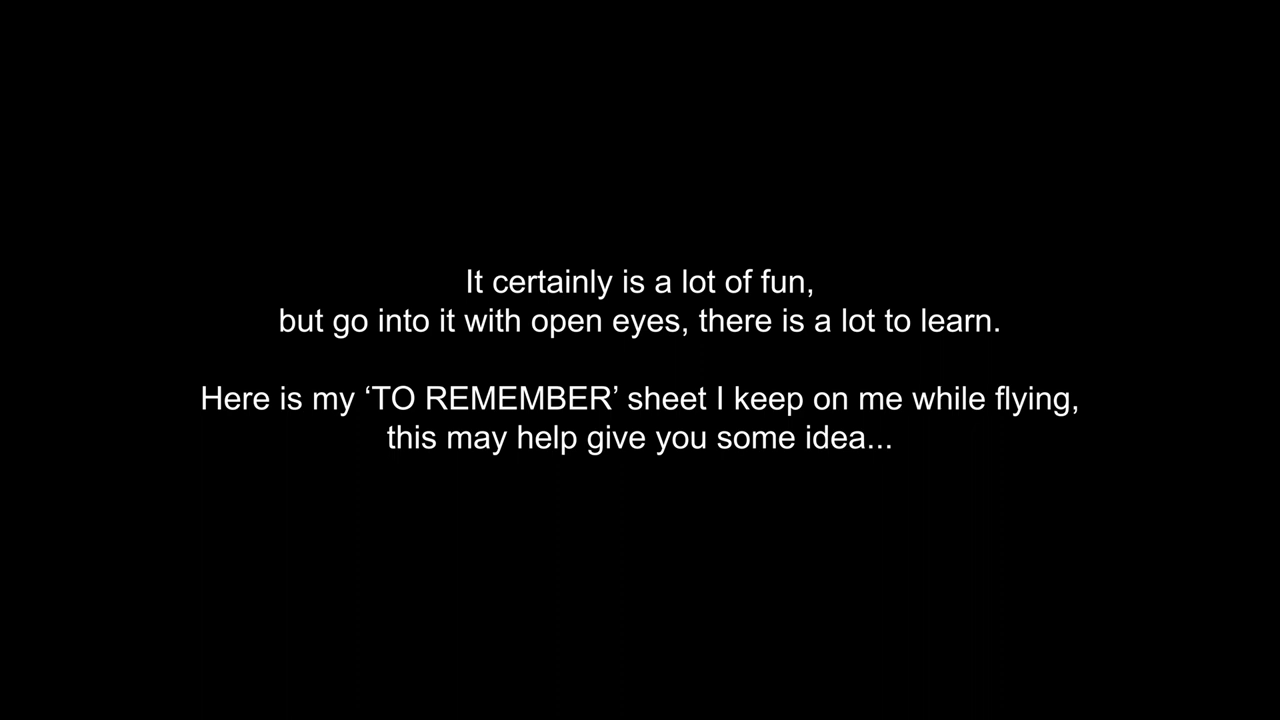 It certainly is a lot of fun,
but go into it with open eyes, there is a lot to learn.
Here is my ‘TO REMEMBER’ sheet I keep on me while flying,
this may help give you some idea...